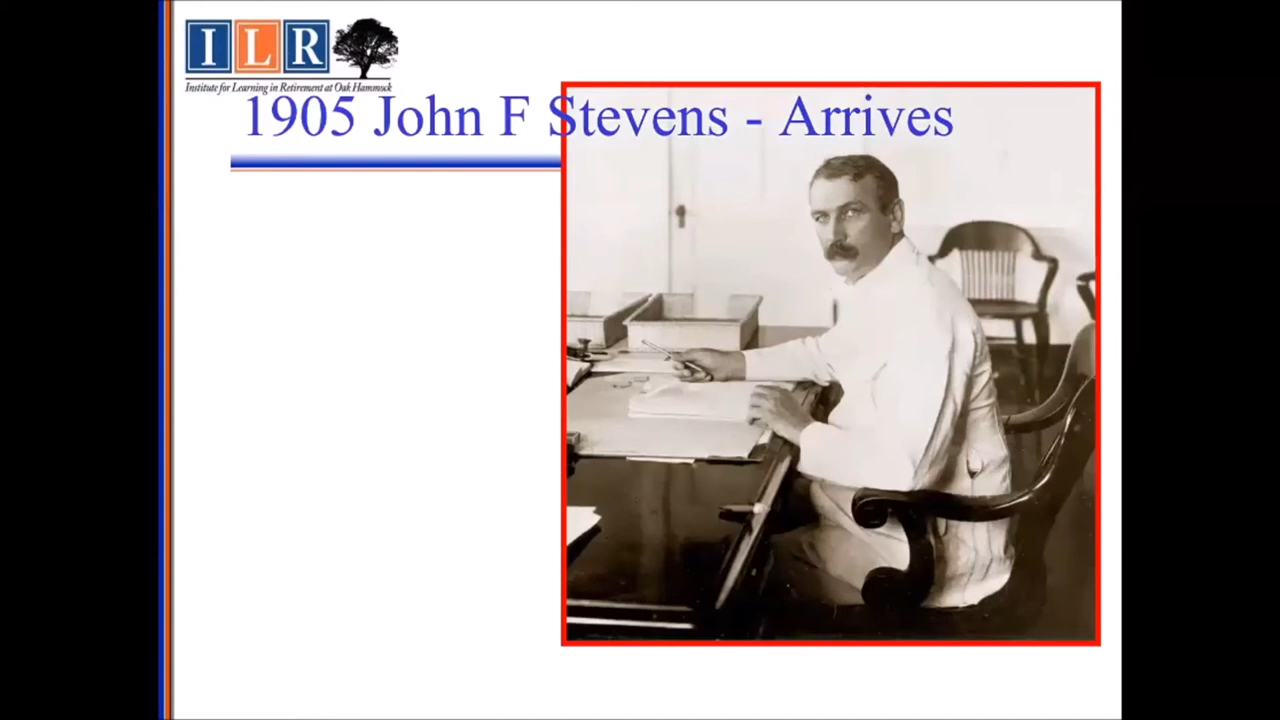 ILR
Institute for Learning in Retirement at Oak Hammock
1905 John F Stevens - Arrives